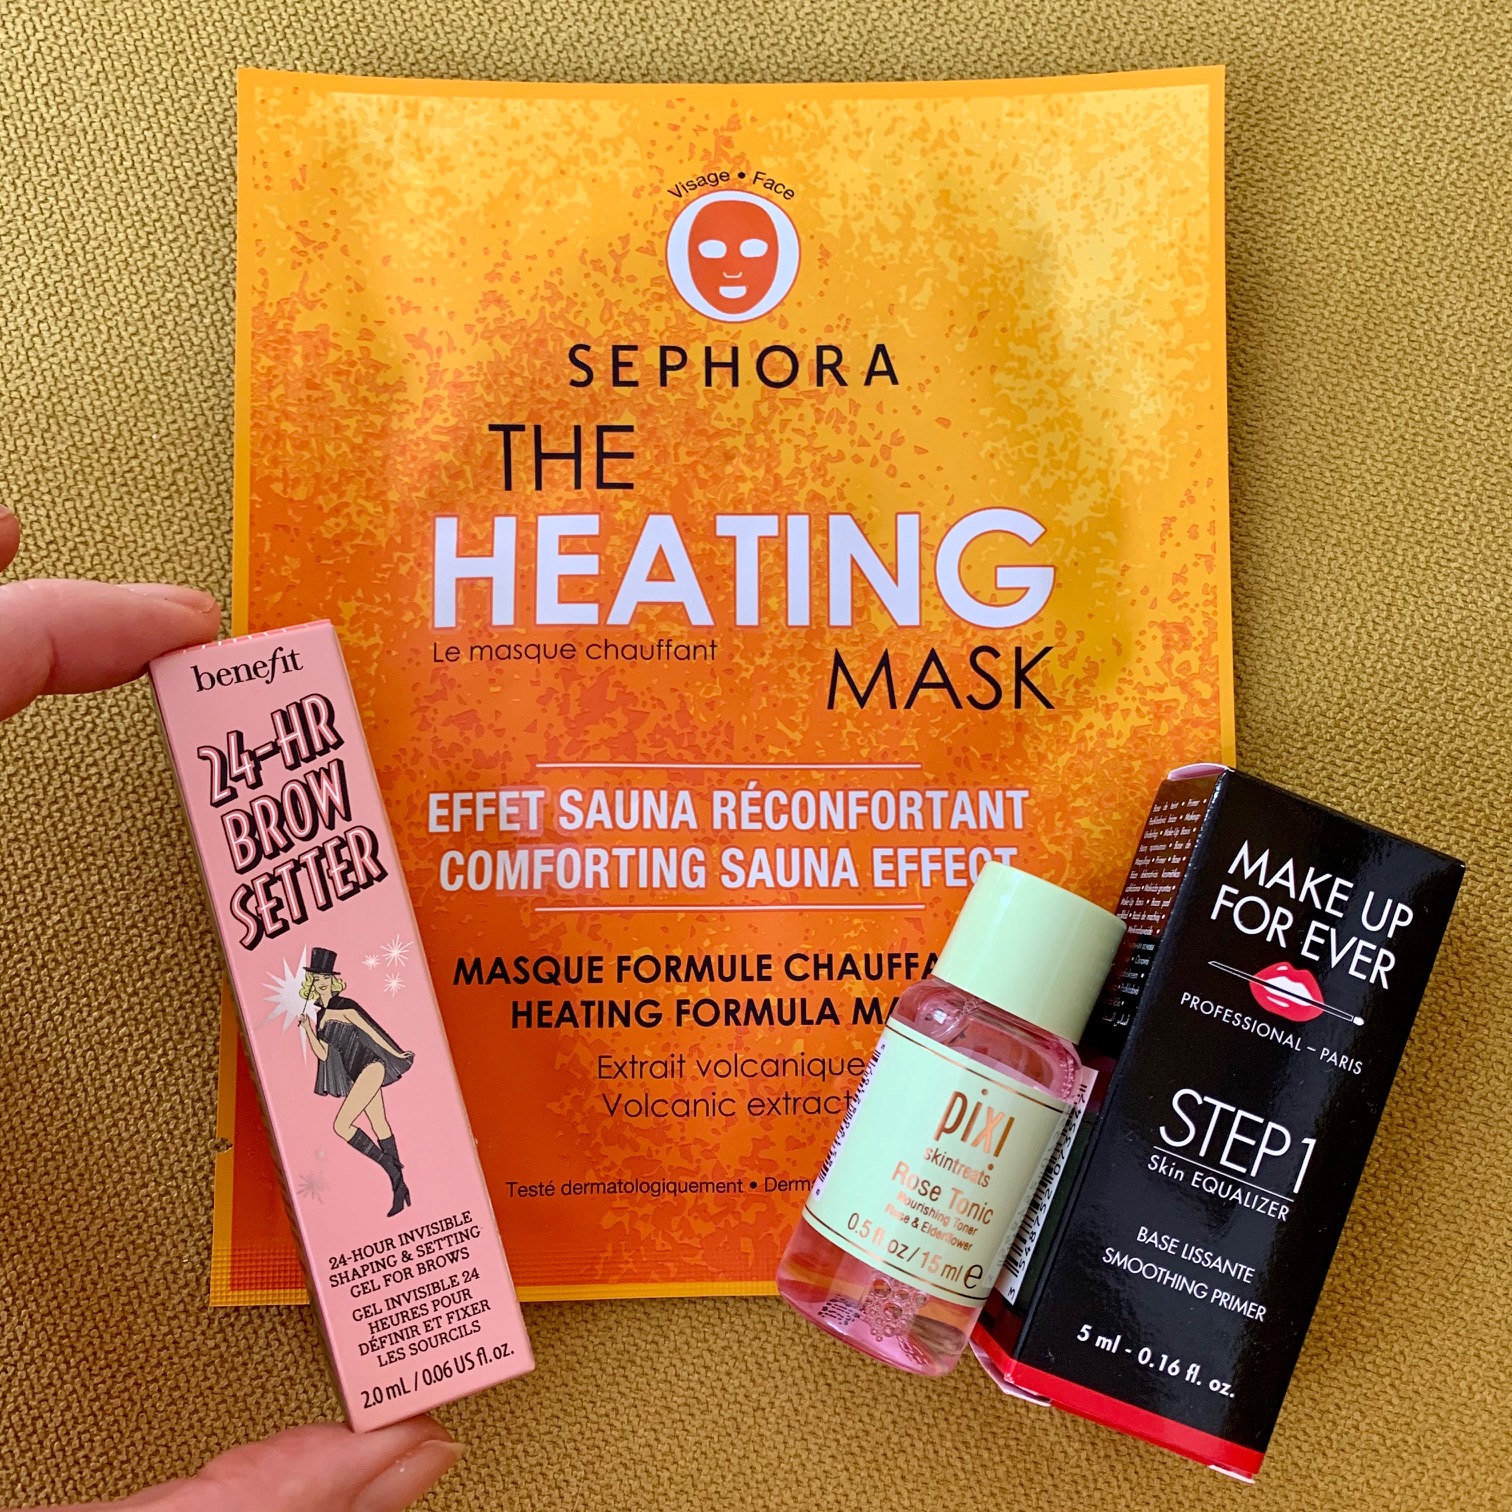 Visage • Face
SEPHORA
THE
HEATING
Le masque chauffant
MASK
EFFET SAUNA RÉCONFORTANT
COMFORTING SAUNA EFFECT
MASQUE FORMULE
HEATING FORMULA
Extrait volcanique
Volcanic extract
Testé dermatologiquement •
benefit
24-HR
BROW
SETTER
24-HOUR INVISIBLE
SHAPING & SETTING
GEL FOR BROWS
GEL INVISIBLE 24
HEURES POUR
DÉFINIR ET FIXER
LES SOURCILS
2.0 mL / 0.06 US fl. oz.
pixi
skintreats
Rose Tonic
Nourishing Toner
Rose & Elderflower
0.5 fl oz / 15 ml e
MAKE UP
FOR EVER
PROFESSIONAL – PARIS
STEP 1
Skin EQUALIZER
BASE LISSANTE
SMOOTHING PRIMER
5 ml - 0.16 fl. oz.